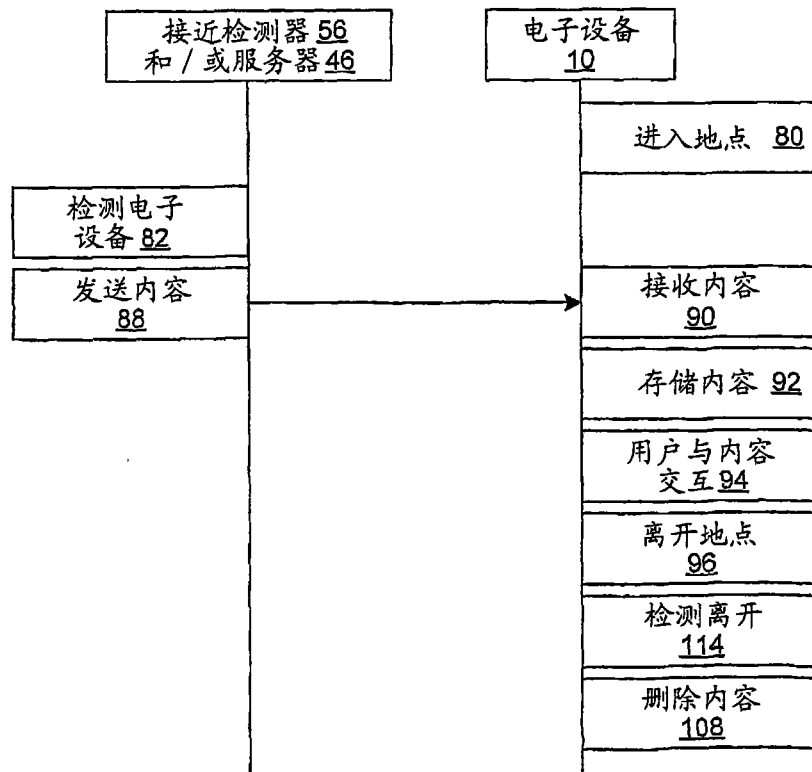 接近检测器 56
和 / 或服务器 46
电子设备
10
进入地点 80
检测电子
设备 82
发送内容
88
接收内容
90
存储内容 92
用户与内容
交互 94
离开地点
96
检测离开
114
删除内容
108